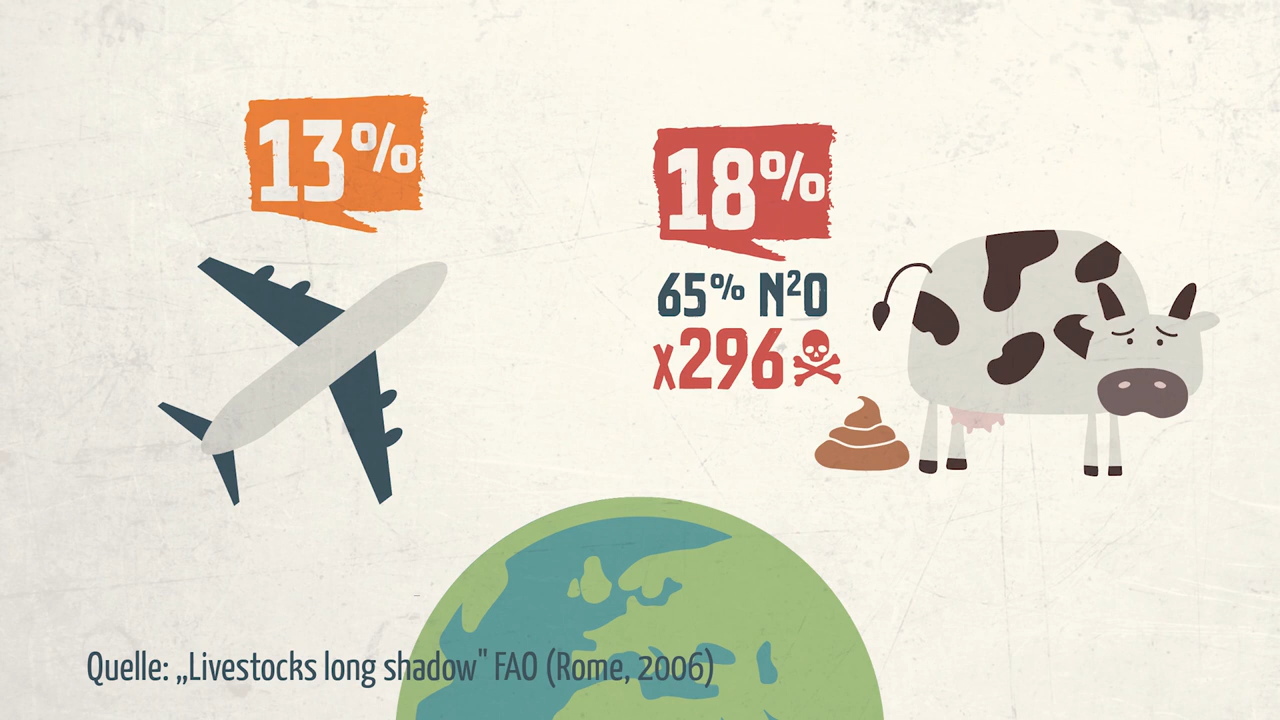 13%
18%
65% N²O
x296
Quelle: „Livestocks long shadow" FAO (Rome, 2006)